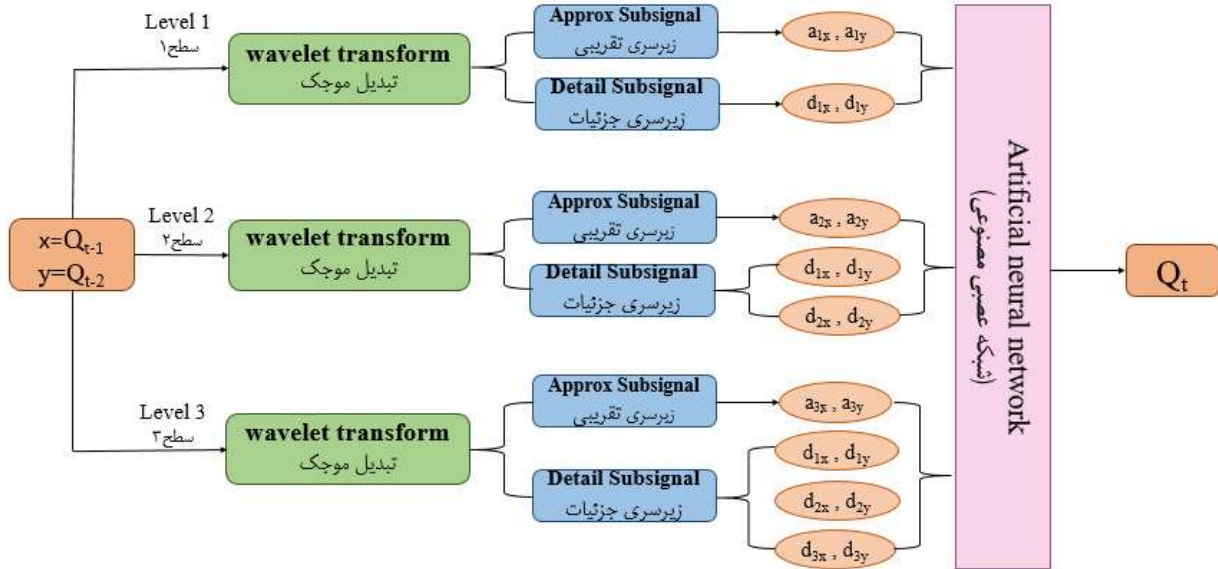 x=Qt-1
y=Qt-2
Level 1
سطح۱
wavelet transform
تبدیل موجک
Approx Subsignal
زیرسری تقریبی
a1x , a1y
Detail Subsignal
زیرسری جزئیات
d1x , d1y
Level 2
سطح۲
wavelet transform
تبدیل موجک
Approx Subsignal
زیرسری تقریبی
a2x , a2y
Detail Subsignal
زیرسری جزئیات
d1x , d1y
d2x , d2y
Level 3
سطح۳
wavelet transform
تبدیل موجک
Approx Subsignal
زیرسری تقریبی
a3x , a3y
Detail Subsignal
زیرسری جزئیات
d1x , d1y
d2x , d2y
d3x , d3y
Artificial neural network
(شبکه عصبی مصنوعی)
Qt